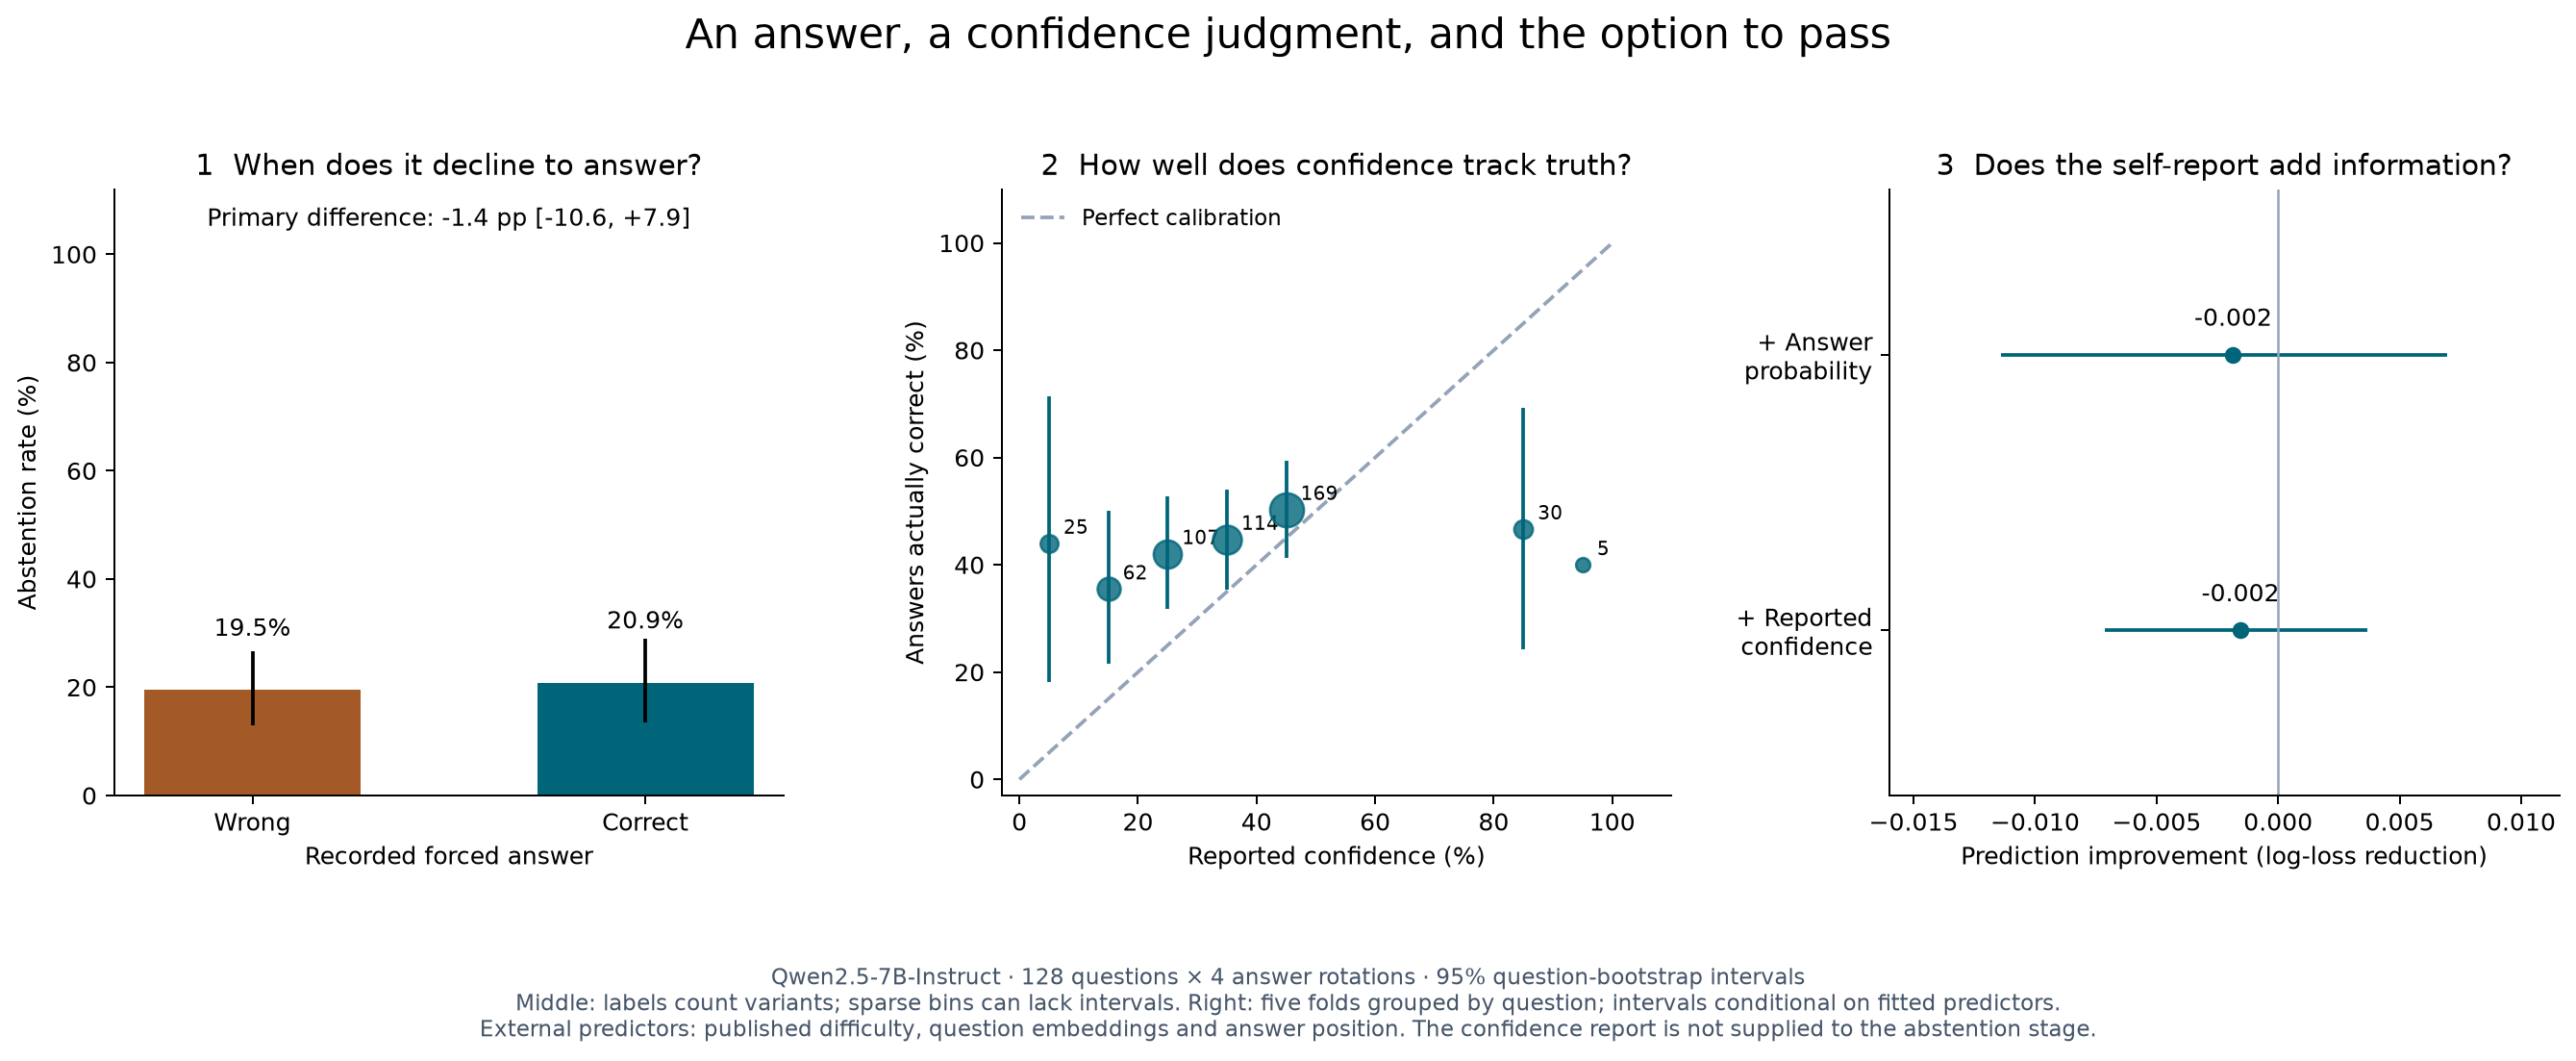 An answer, a confidence judgment, and the option to pass
1 When does it decline to answer?
Primary difference: -1.4 pp [-10.6, +7.9]
100
80
60
40
20
0
Abstention rate (%)
19.5%
20.9%
Wrong
Correct
Recorded forced answer
2 How well does confidence track truth?
Perfect calibration
100
80
60
40
20
0
Answers actually correct (%)
25
62
107
114
169
30
5
0 20 40 60 80 100
Reported confidence (%)
3 Does the self-report add information?
+ Answer
probability
-0.002
+ Reported
confidence
-0.002
−0.015 −0.010 −0.005 0.000 0.005 0.010
Prediction improvement (log-loss reduction)
Qwen2.5-7B-Instruct · 128 questions × 4 answer rotations · 95% question-bootstrap intervals
Middle: labels count variants; sparse bins can lack intervals. Right: five folds grouped by question; intervals conditional on fitted predictors.
External predictors: published difficulty, question embeddings and answer position. The confidence report is not supplied to the abstention stage.